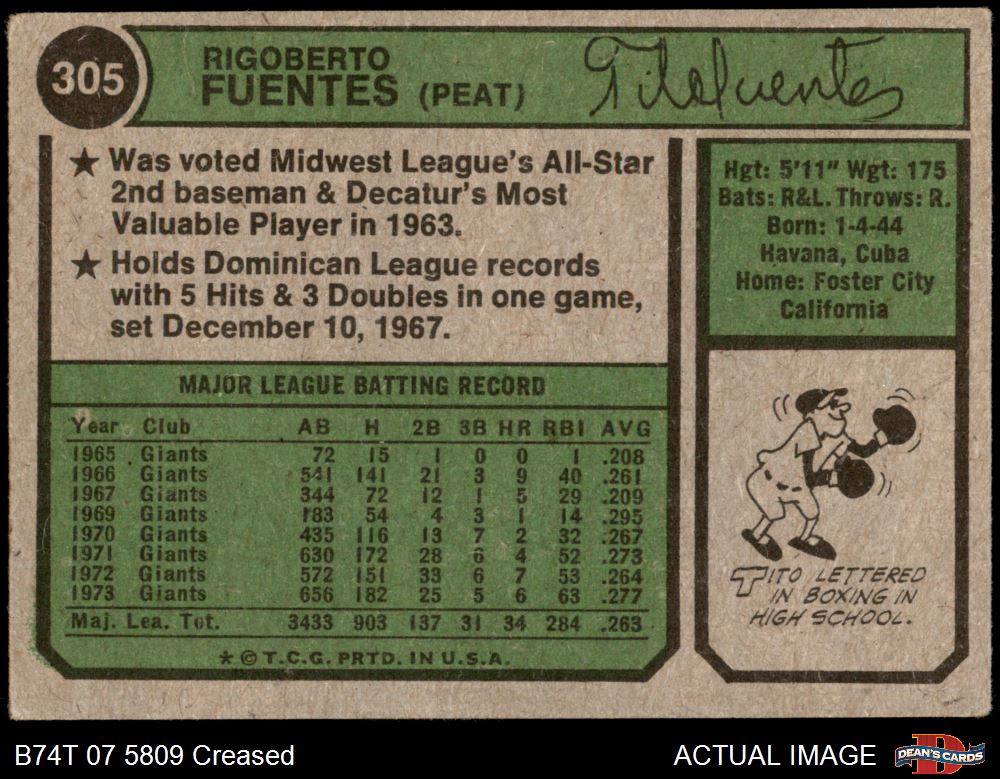 305
RIGOBERTO
FUENTES (PEAT)
Tito Fuentes
★ Was voted Midwest League's All-Star
2nd baseman & Decatur's Most
Valuable Player in 1963.
★ Holds Dominican League records
with 5 Hits & 3 Doubles in one game,
set December 10, 1967.
Hgt: 5'11" Wgt: 175
Bats: R&L. Throws: R.
Born: 1-4-44
Havana, Cuba
Home: Foster City
California
MAJOR LEAGUE BATTING RECORD
Year Club AB H 2B 3B HR RBI AVG
1965 Giants 72 15 1 0 0 1 .208
1966 Giants 541 141 21 3 9 40 .261
1967 Giants 344 72 12 1 5 29 .209
1969 Giants 183 54 4 3 1 14 .295
1970 Giants 435 116 13 7 2 32 .267
1971 Giants 630 172 28 6 4 52 .273
1972 Giants 572 151 33 6 7 53 .264
1973 Giants 656 182 25 5 6 63 .277
Maj. Lea. Tot. 3433 903 137 31 34 284 .263
* © T.C.G. PRTD. IN U.S.A.
TITO LETTERED
IN BOXING IN
HIGH SCHOOL.
B74T 07 5809 Creased
ACTUAL IMAGE
DEAN'S CARDS